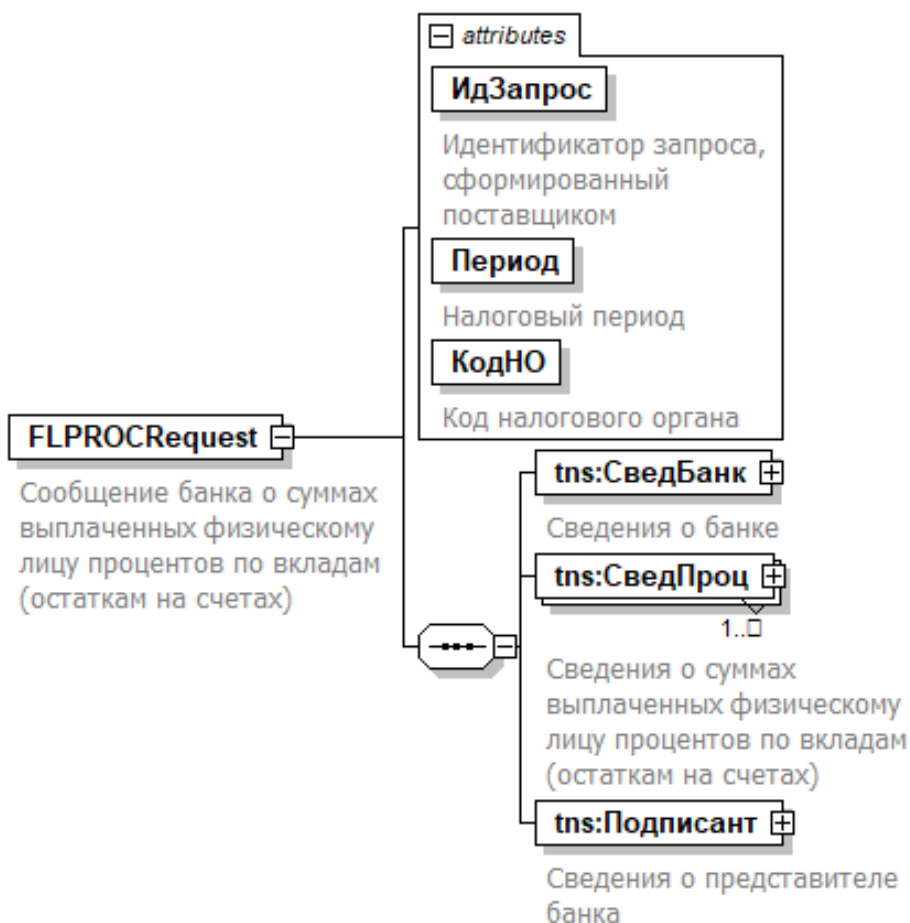 attributes
ИдЗапрос
Идентификатор запроса,
сформированный
поставщиком
Период
Налоговый период
КодНО
Код налогового органа
FLPROCRequest
Сообщение банка о суммах
выплаченных физическому
лицу процентов по вкладам
(остаткам на счетах)
tns:СведБанк
Сведения о банке
tns:СведПроц
1..□
Сведения о суммах
выплаченных физическому
лицу процентов по вкладам
(остаткам на счетах)
tns:Подписант
Сведения о представителе
банка